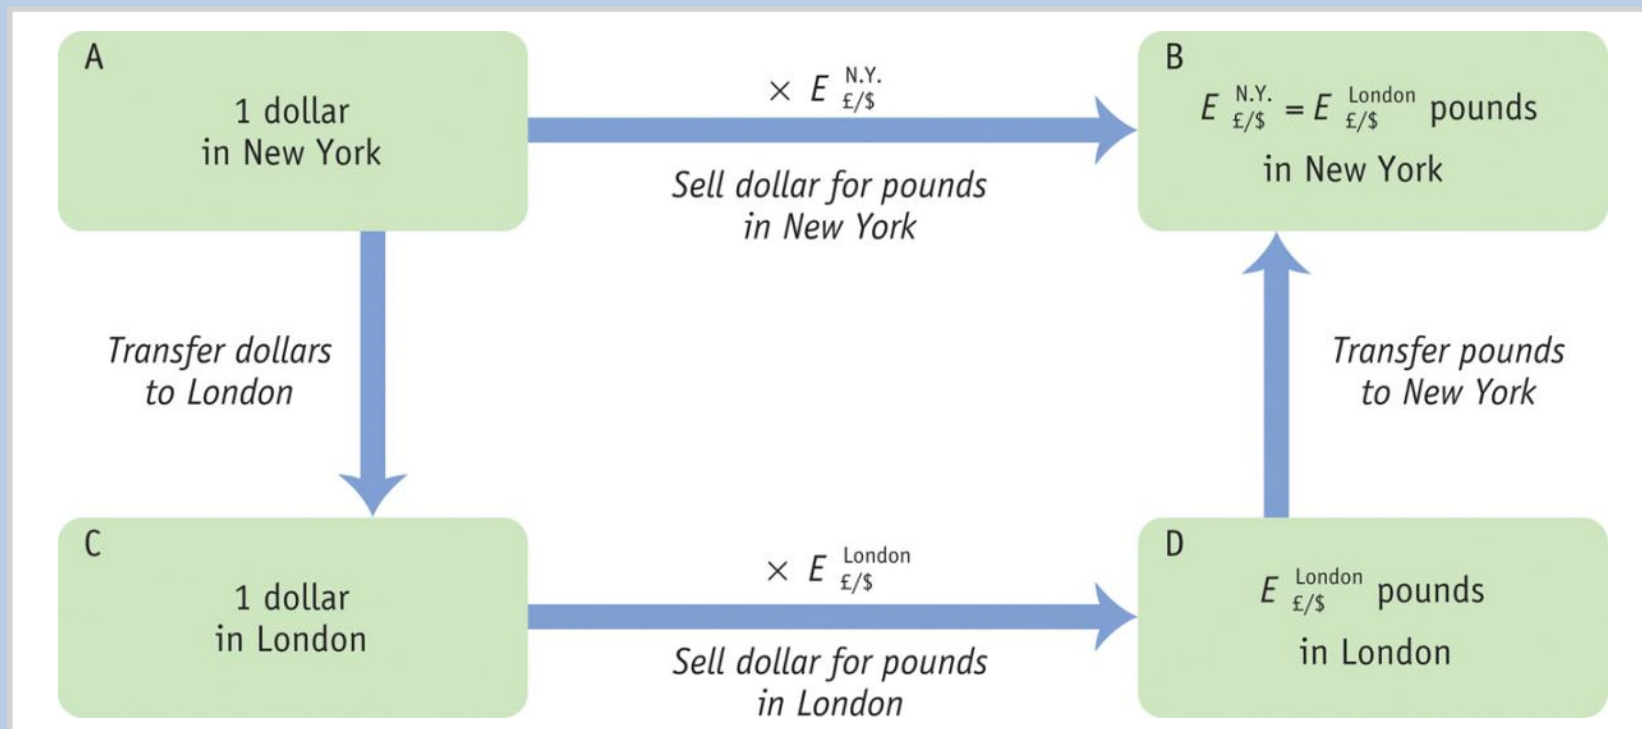 A
1 dollar
in New York
× E N.Y. £/$
Sell dollar for pounds
in New York
B
E N.Y. £/$ = E London £/$ pounds
in New York
Transfer dollars
to London
Transfer pounds
to New York
C
1 dollar
in London
× E London £/$
Sell dollar for pounds
in London
D
E London £/$ pounds
in London